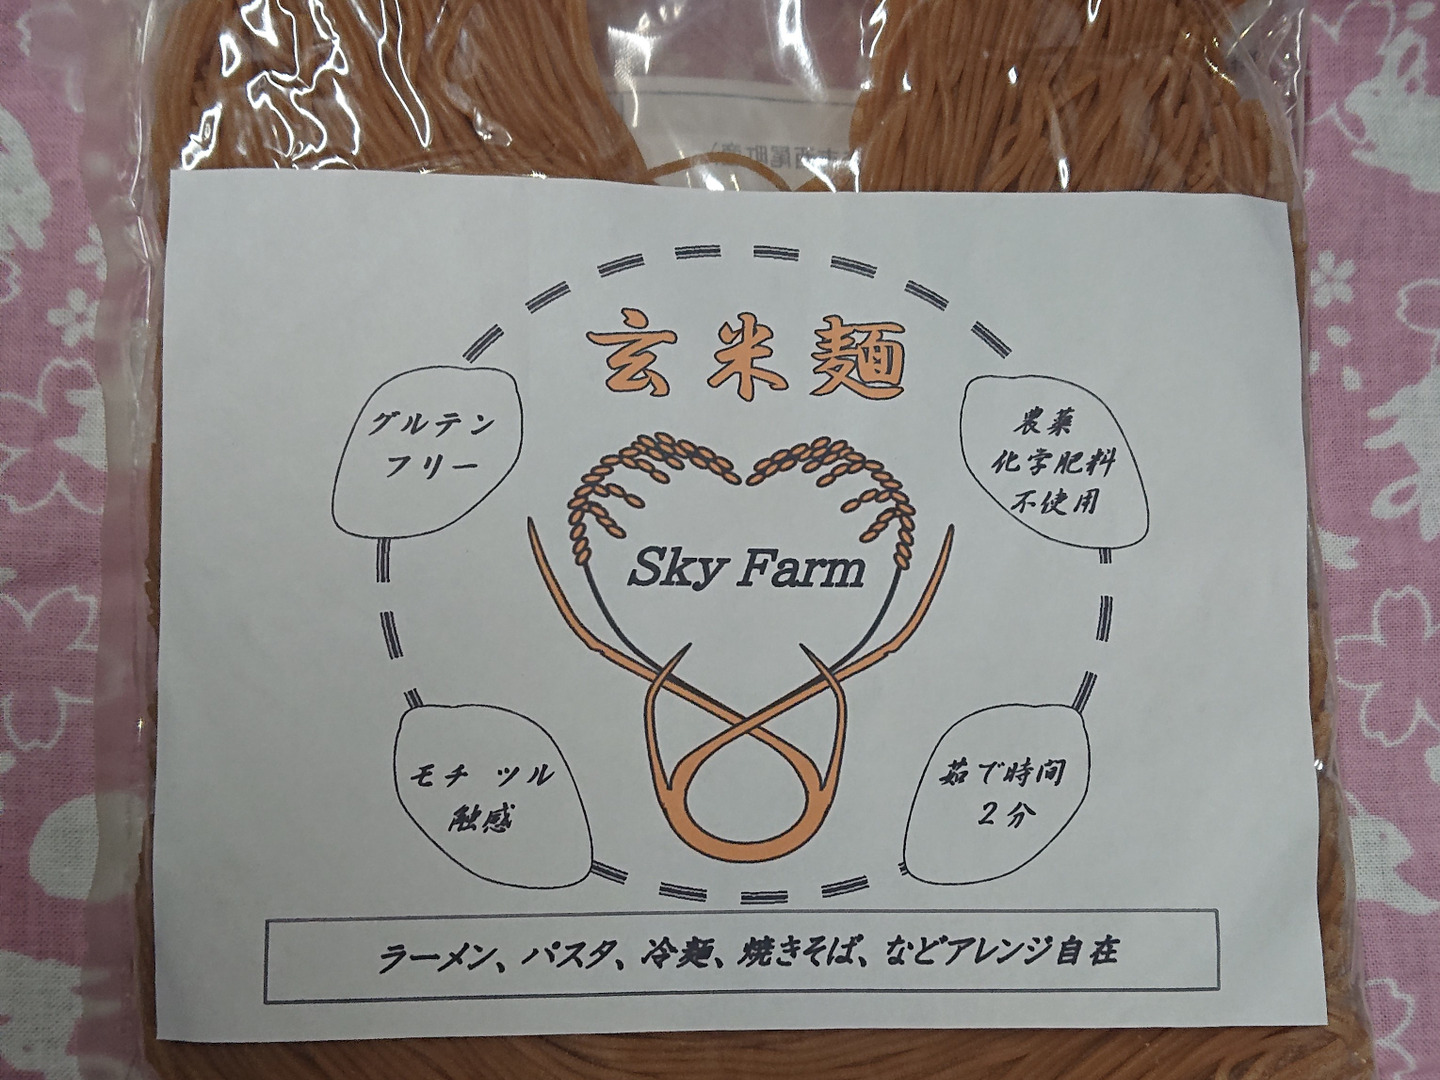 玄米麺
グルテン
フリー
農薬
化学肥料
不使用
Sky Farm
モチ ツル
触感
茹で時間
2分
ラーメン、パスタ、冷麺、焼きそば、などアレンジ自在